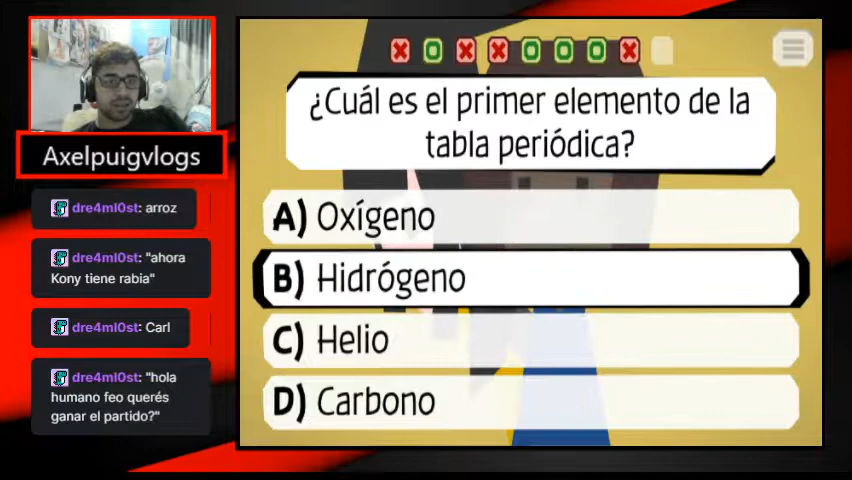 ¿Cuál es el primer elemento de la
tabla periódica?
A) Oxígeno
B) Hidrógeno
C) Helio
D) Carbono
Axelpuigvlogs
dre4ml0st: arroz
dre4ml0st: "ahora
Kony tiene rabia"
dre4ml0st: Carl
dre4ml0st: "hola
humano feo querés
ganar el partido?"